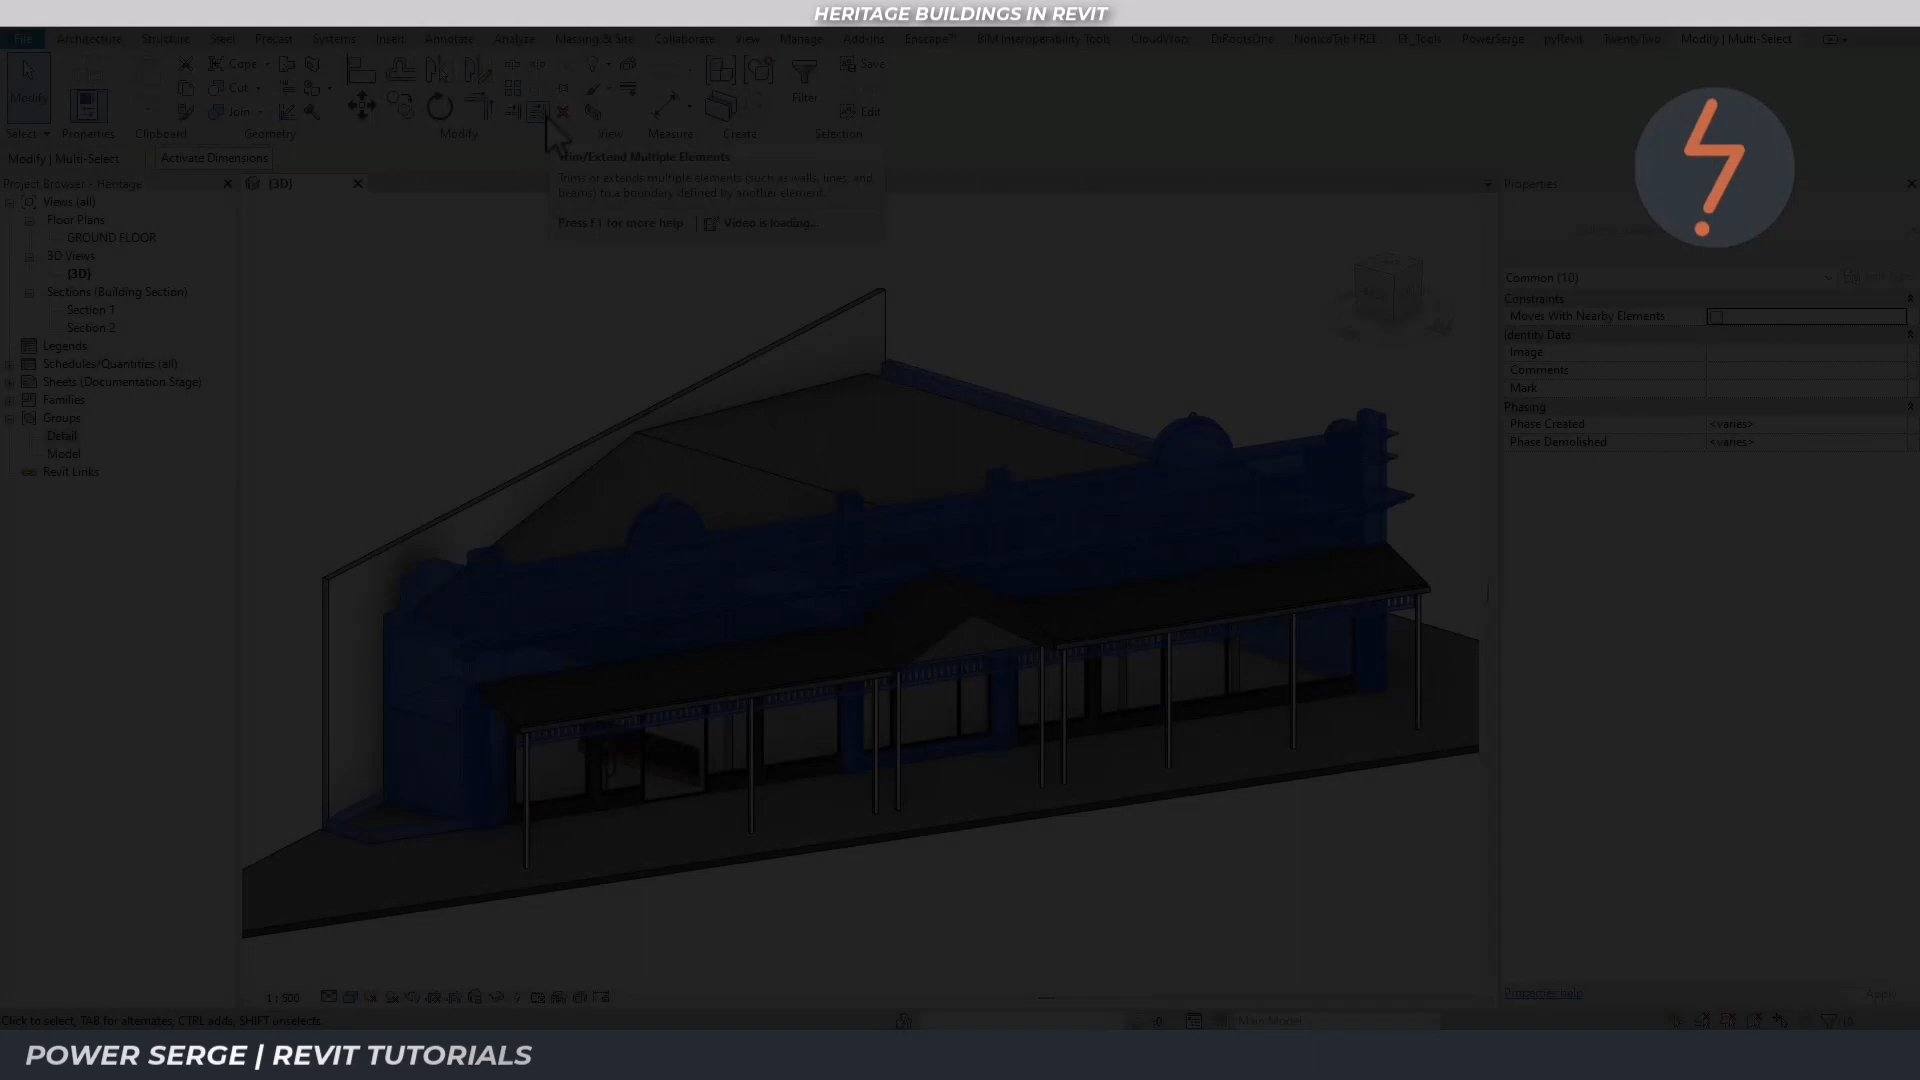 HERITAGE BUILDINGS IN REVIT
File Architecture Structure Steel Precast Systems Insert Annotate Analyze Massing & Site Collaborate View Manage Add-Ins Enscape™ BIM Interoperability Tools CloudWorx DiRootsOne NonicaTab FREE EF_Tools PowerSerge pyRevit TwentyTwo Modify | Multi-Select
Cope Save
Modify Cut Filter
Join Edit
Select Properties Clipboard Geometry Modify View Measure Create Selection
Modify | Multi-Select Activate Dimensions
Trim/Extend Multiple Elements
Trims or extends multiple elements (such as walls, lines, and
beams) to a boundary defined by another element.
Press F1 for more help Video is loading...
Project Browser - Heritage
(3D)
Properties
Views (all)
Floor Plans
GROUND FLOOR
3D Views
(3D)
Sections (Building Section)
Section 1
Section 2
Legends
Schedules/Quantities (all)
Sheets (Documentation Stage)
Families
Groups
Detail
Model
Revit Links
Common (10)
Constraints
Moves With Nearby Elements
Identity Data
Image
Comments
Mark
Phasing
Phase Created <varies>
Phase Demolished <varies>
Properties help Apply
1 : 500
Click to select, TAB for alternates, CTRL adds, SHIFT unselects.
:0 Main Model
POWER SERGE | REVIT TUTORIALS